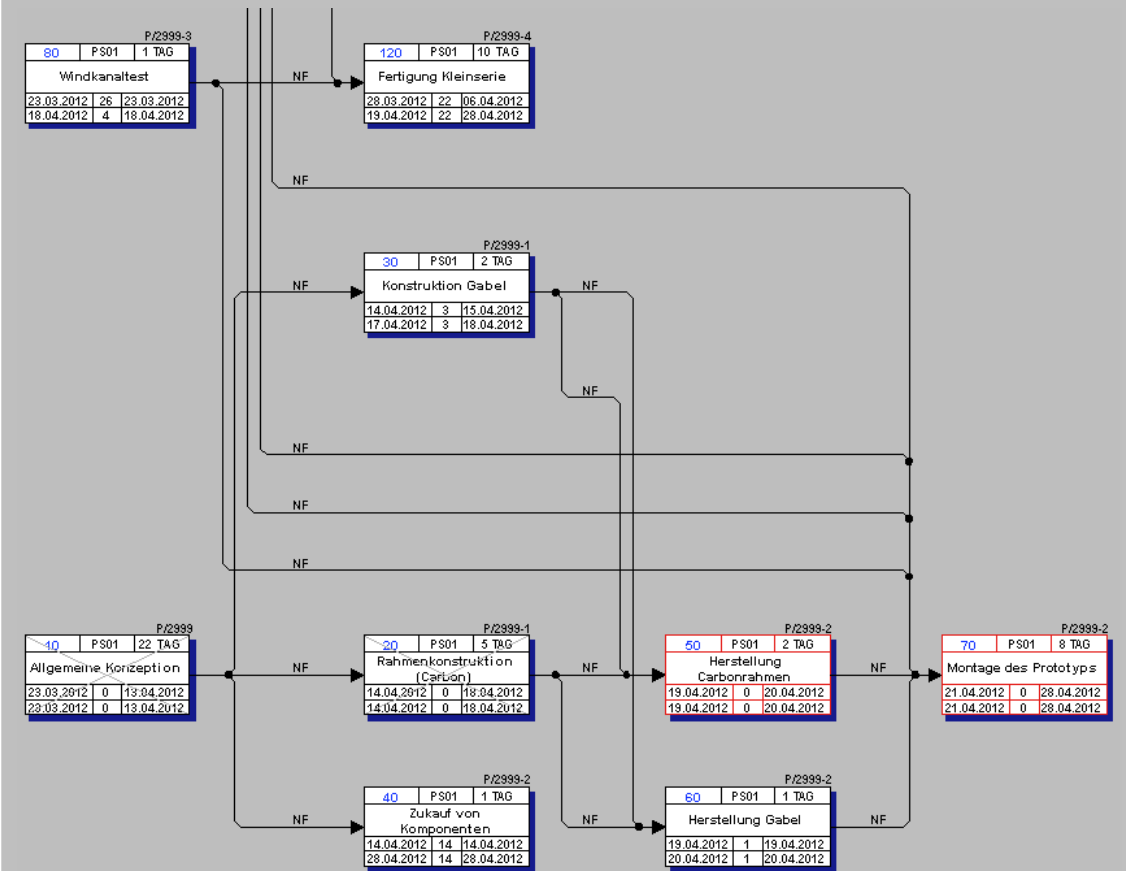 P/2999-3
80 PS01 1 TAG
Windkanaltest
23.03.2012 26 23.03.2012
18.04.2012 4 18.04.2012
NF
P/2999-4
120 PS01 10 TAG
Fertigung Kleinserie
28.03.2012 22 06.04.2012
19.04.2012 22 28.04.2012
NF
P/2999-1
30 PS01 2 TAG
Konstruktion Gabel
14.04.2012 3 15.04.2012
17.04.2012 3 18.04.2012
NF
NF
NF
NF
NF
NF
P/2999
10 PS01 22 TAG
Allgemeine Konzeption
23.03.2012 0 13.04.2012
23.03.2012 0 13.04.2012
NF
P/2999-1
20 PS01 5 TAG
Rahmenkonstruktion
(Carbon)
14.04.2012 0 18.04.2012
14.04.2012 0 18.04.2012
NF
P/2999-2
50 PS01 2 TAG
Herstellung
Carbonrahmen
19.04.2012 0 20.04.2012
19.04.2012 0 20.04.2012
NF
P/2999-2
70 PS01 8 TAG
Montage des Prototyps
21.04.2012 0 28.04.2012
21.04.2012 0 28.04.2012
NF
P/2999-2
40 PS01 1 TAG
Zukauf von
Komponenten
14.04.2012 14 14.04.2012
28.04.2012 14 28.04.2012
NF
P/2999-2
60 PS01 1 TAG
Herstellung Gabel
19.04.2012 1 19.04.2012
20.04.2012 1 20.04.2012
NF